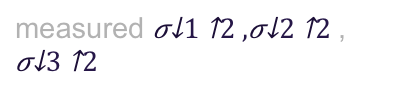 measured 𝜎↓1 ↑2 ,𝜎↓2 ↑2 ,
𝜎↓3 ↑2